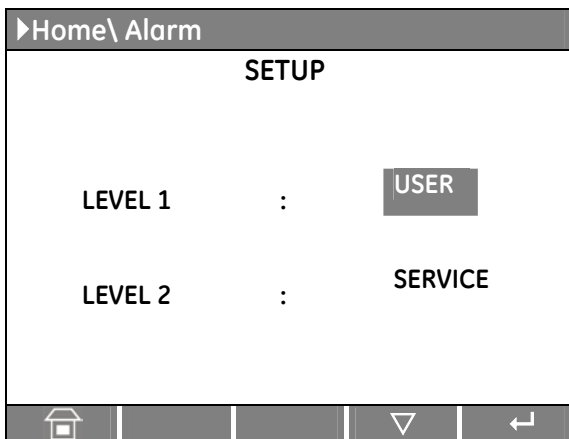 Home\ Alarm
SETUP
LEVEL 1 : USER
LEVEL 2 : SERVICE